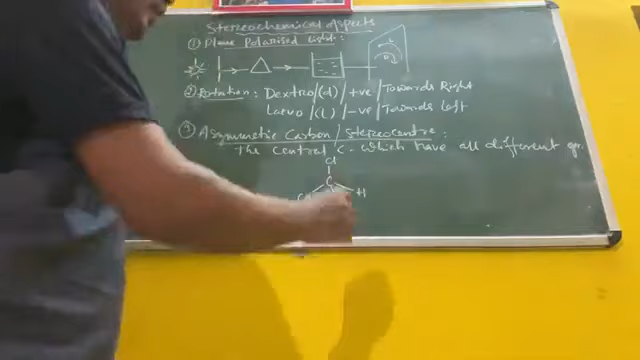 Stereochemical Aspects
① Plane Polarised Light:
② Rotation: Dextro/(d)/+ve/Towards Right
Laevo/(l)/-ve/Towards Left
③ Asymmetric Carbon/Stereocentre:
The Central C- which have all different gr.
Cl
C
H